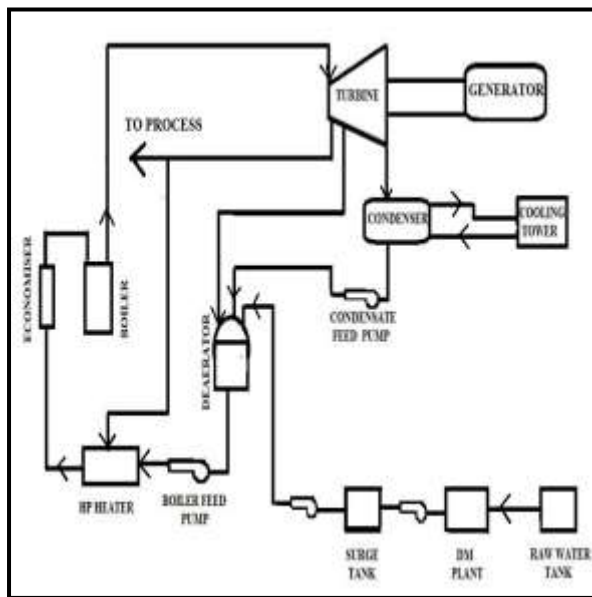 GENERATOR
TURBINE
TO PROCESS
CONDENSER
COOLING
TOWER
ECONOMISER
BOILER
CONDENSATE
FEED PUMP
DEAERATOR
HP HEATER
BOILER FEED
PUMP
SURGE
TANK
DM
PLANT
RAW WATER
TANK